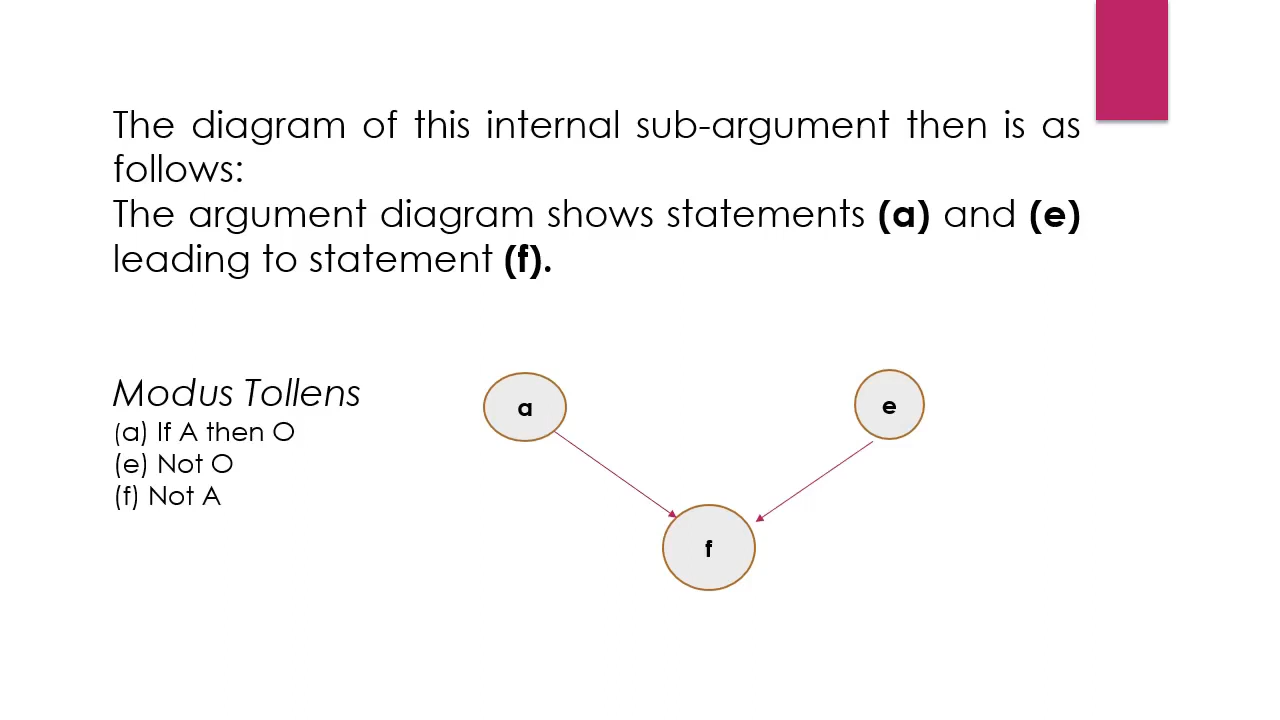 The diagram of this internal sub-argument then is as
follows:
The argument diagram shows statements (a) and (e)
leading to statement (f).
Modus Tollens
(a) If A then O
(e) Not O
(f) Not A
a
e
f